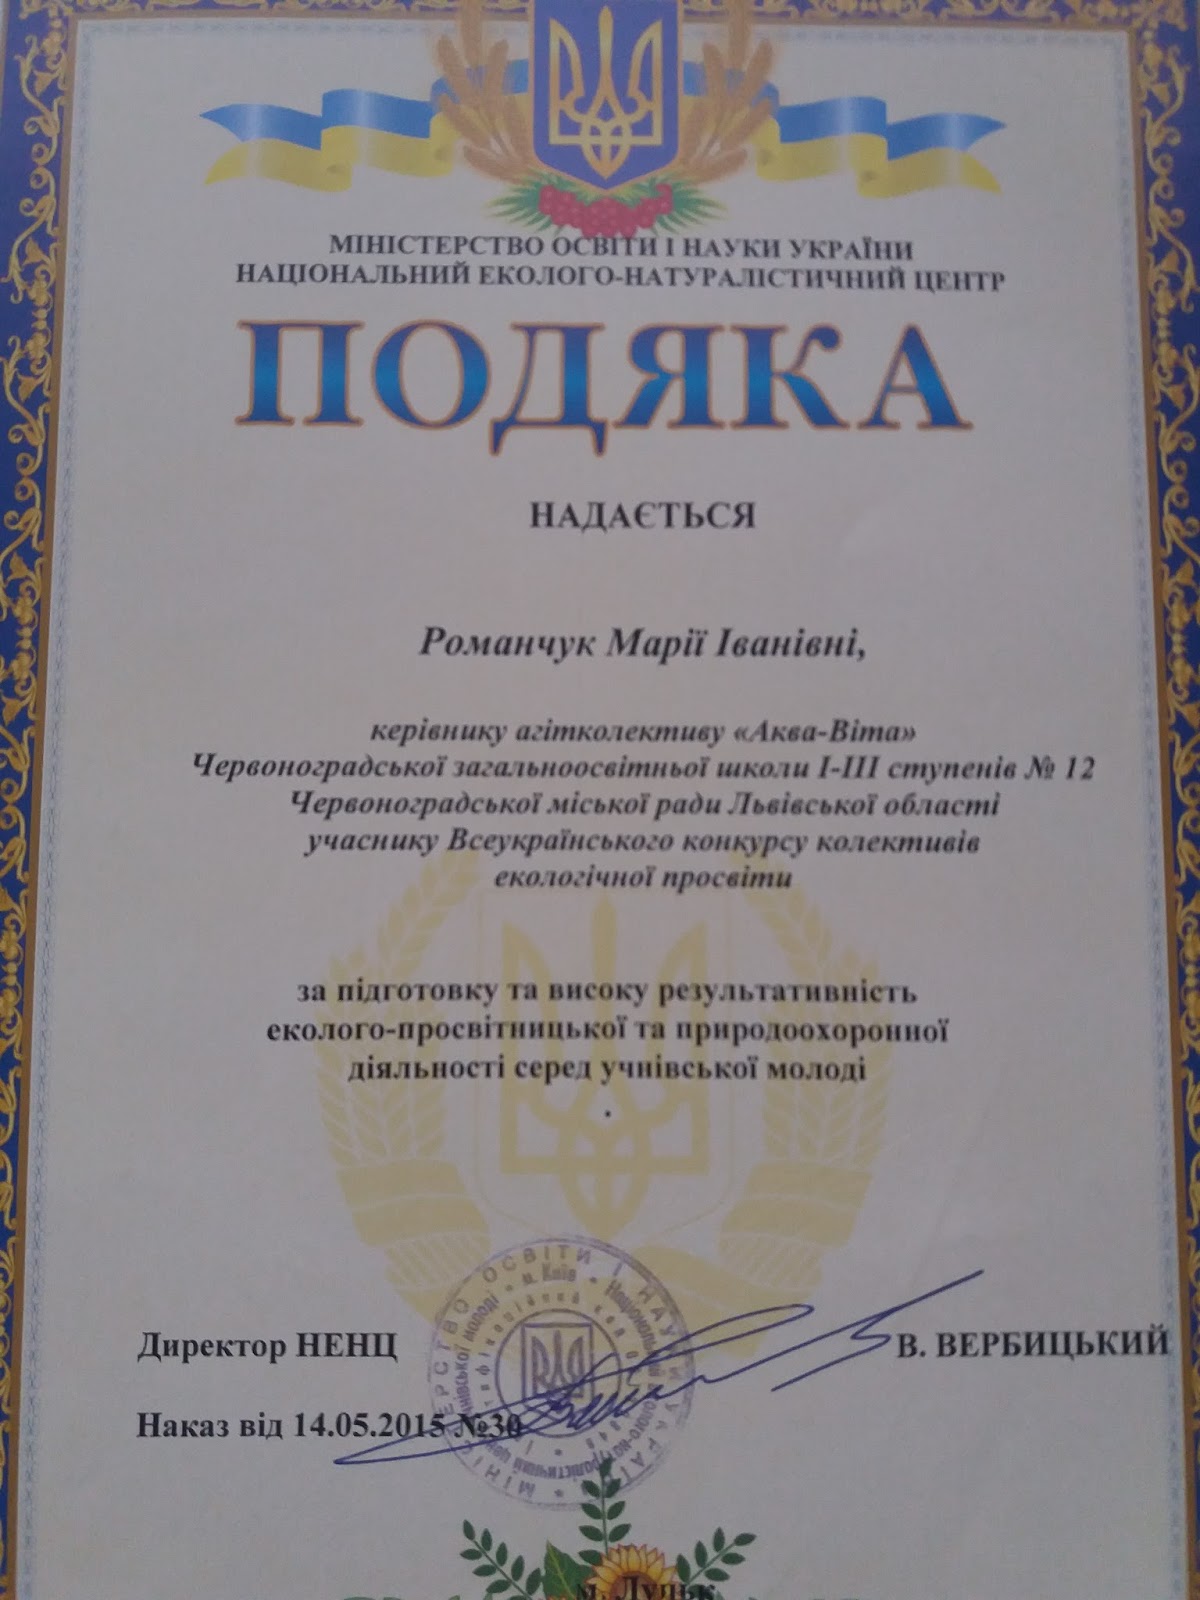 МІНІСТЕРСТВО ОСВІТИ І НАУКИ УКРАЇНИ
НАЦІОНАЛЬНИЙ ЕКОЛОГО-НАТУРАЛІСТИЧНИЙ ЦЕНТР
ПОДЯКА
НАДАЄТЬСЯ
Романчук Марії Іванівні,
керівнику агітколективу «Аква-Віта»
Червоноградської загальноосвітньої школи І-ІІІ ступенів № 12
Червоноградської міської ради Львівської області
учаснику Всеукраїнського конкурсу колективів
екологічної просвіти
за підготовку та високу результативність
еколого-просвітницької та природоохоронної
діяльності серед учнівської молоді
.
Директор НЕНЦ
В. ВЕРБИЦЬКИЙ
Наказ від 14.05.2015 №30
м. Луцьк